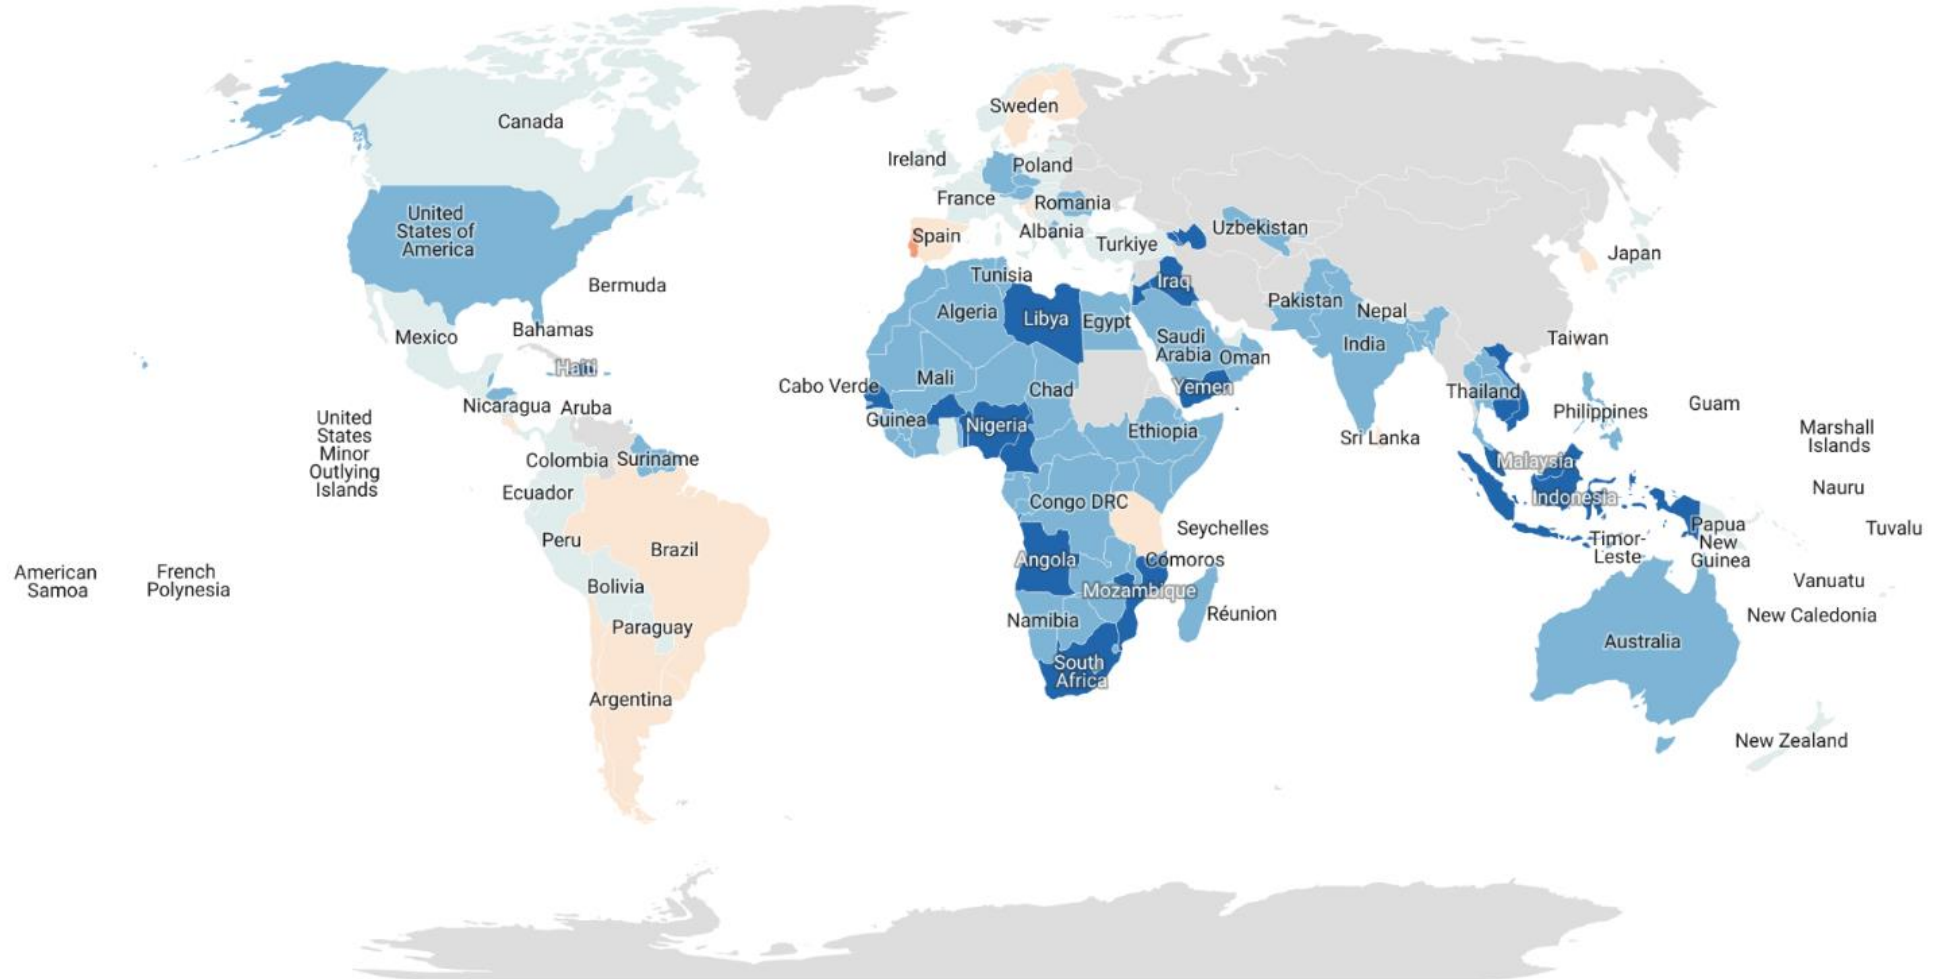 Sweden
Canada
Ireland
Poland
France
Romania
United
States of
America
Spain
Albania
Turkiye
Uzbekistan
Japan
Bermuda
Tunisia
Iraq
Pakistan
Nepal
Algeria
Libya
Egypt
Bahamas
Mexico
Saudi
Arabia
Oman
India
Taiwan
Haiti
Cabo Verde
Mali
Chad
Yemen
Thailand
Nicaragua
Aruba
Guinea
Nigeria
Ethiopia
Philippines
Guam
United
States
Minor
Outlying
Islands
Marshall
Islands
Sri Lanka
Colombia
Suriname
Malaysia
Ecuador
Congo DRC
Indonesia
Nauru
Seychelles
Papua
New
Guinea
Tuvalu
Peru
Brazil
Timor-
Leste
Angola
Comoros
American
Samoa
French
Polynesia
Bolivia
Mozambique
Vanuatu
Namibia
Réunion
New Caledonia
Paraguay
Australia
South
Africa
Argentina
New Zealand